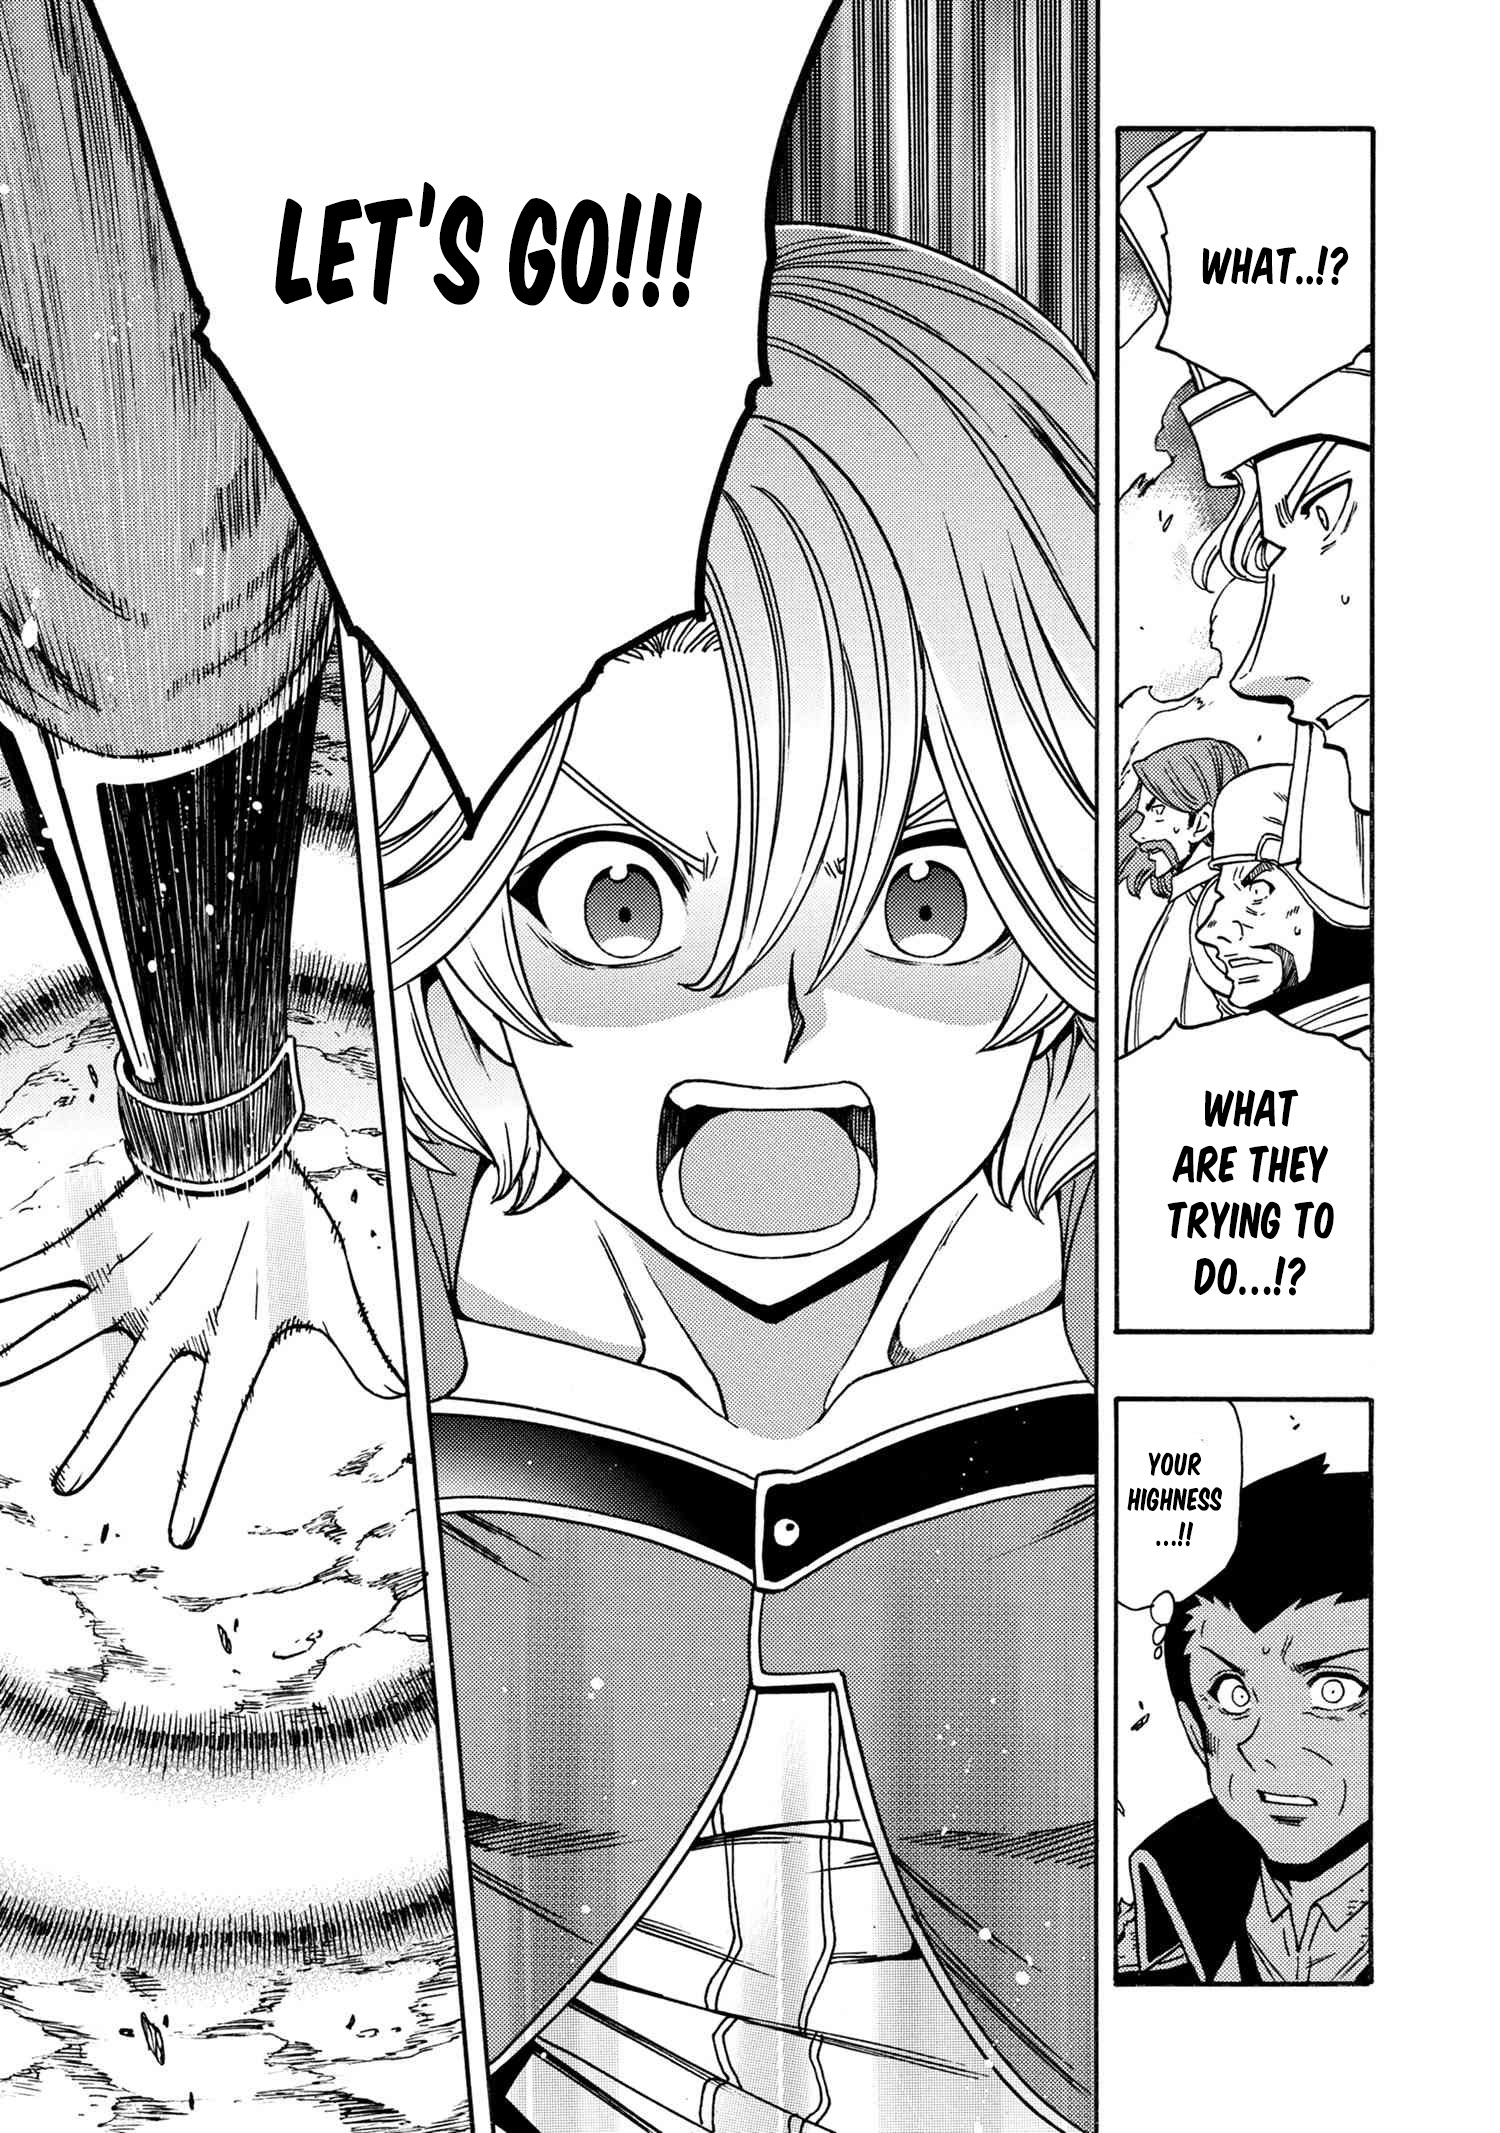 WHAT..!?
WHAT
ARE THEY
TRYING TO
DO...!?
YOUR
HIGHNESS
...!!
LET'S GO!!!